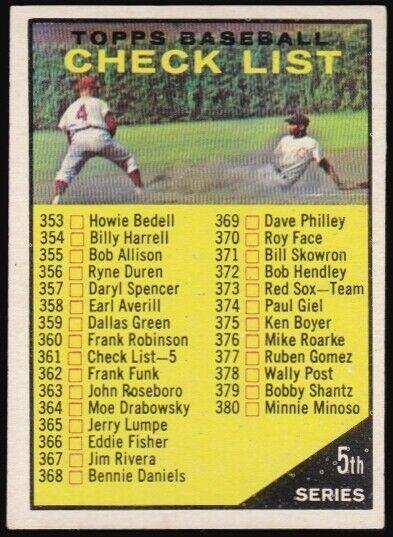 TOPPS BASEBALL
CHECK LIST
4
353 Howie Bedell
354 Billy Harrell
355 Bob Allison
356 Ryne Duren
357 Daryl Spencer
358 Earl Averill
359 Dallas Green
360 Frank Robinson
361 Check List—5
362 Frank Funk
363 John Roseboro
364 Moe Drabowsky
365 Jerry Lumpe
366 Eddie Fisher
367 Jim Rivera
368 Bennie Daniels
369 Dave Philley
370 Roy Face
371 Bill Skowron
372 Bob Hendley
373 Red Sox—Team
374 Paul Giel
375 Ken Boyer
376 Mike Roarke
377 Ruben Gomez
378 Wally Post
379 Bobby Shantz
380 Minnie Minoso
5th
SERIES